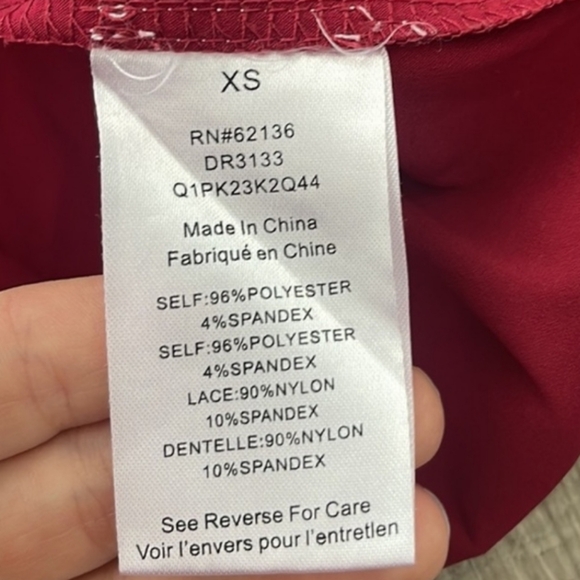 XS
RN#62136
DR3133
Q1PK23K2Q44
Made In China
Fabriqué en Chine
SELF:96%POLYESTER
4%SPANDEX
SELF:96%POLYESTER
4%SPANDEX
LACE:90%NYLON
10%SPANDEX
DENTELLE:90%NYLON
10%SPANDEX
See Reverse For Care
Voir l'envers pour l'entretlen